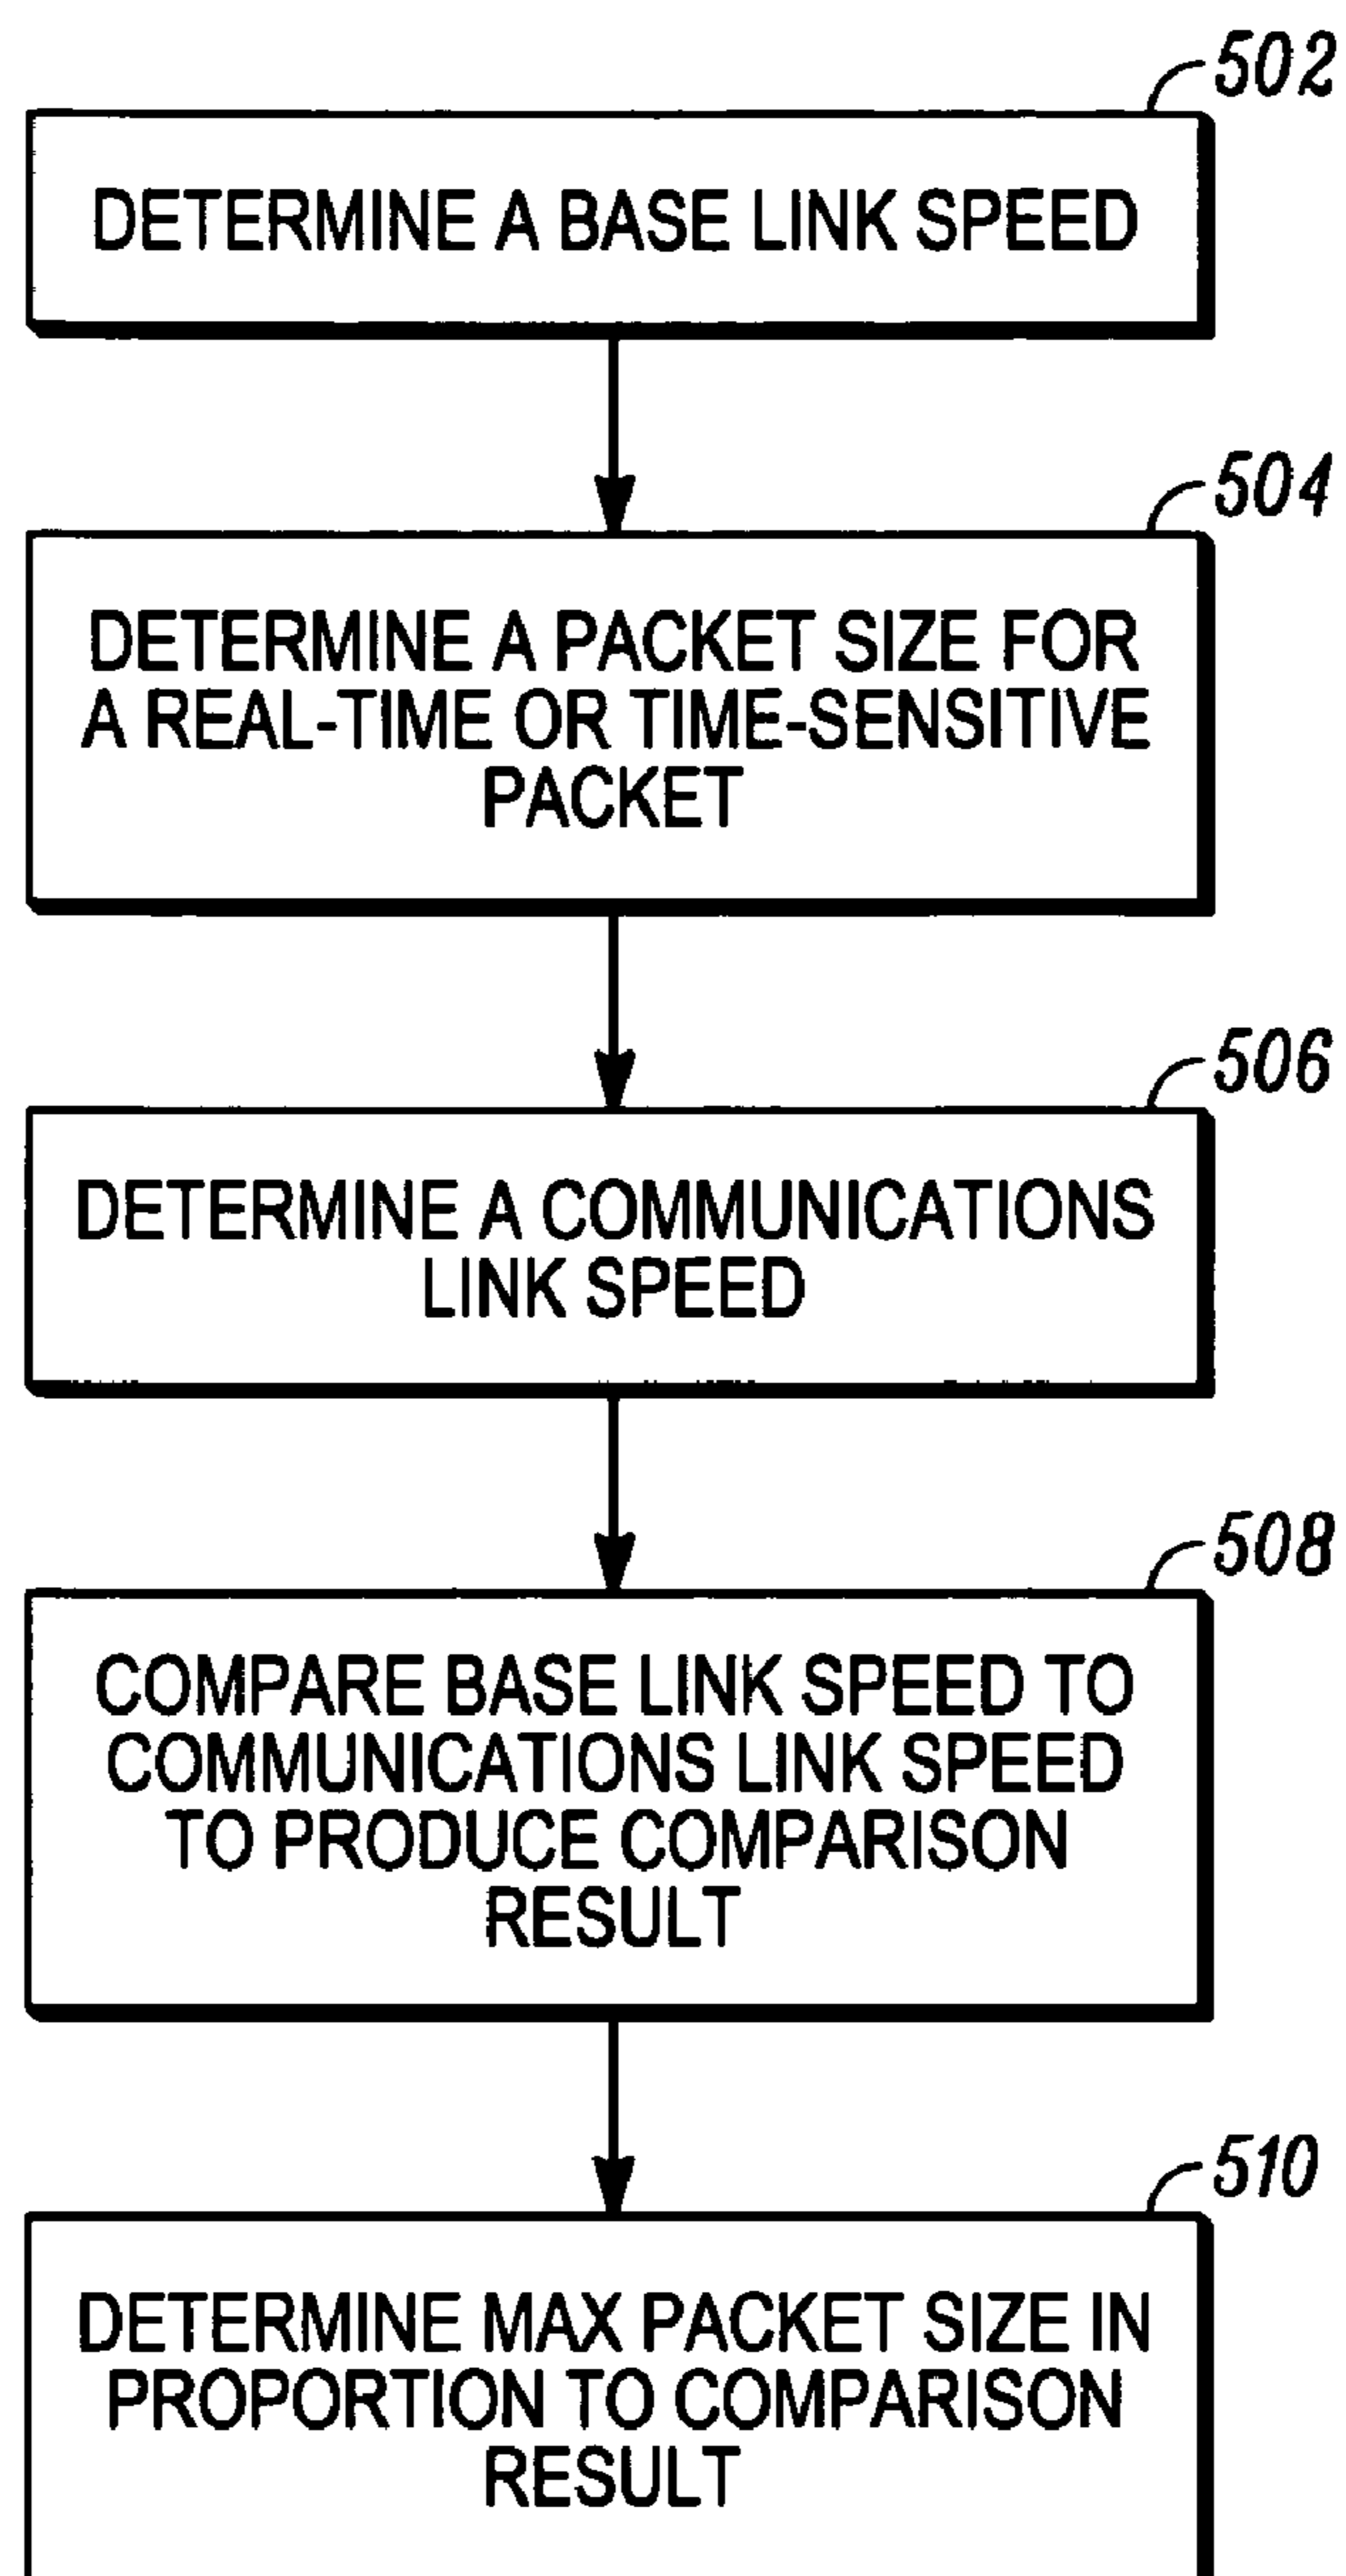 502
DETERMINE A BASE LINK SPEED
504
DETERMINE A PACKET SIZE FOR
A REAL-TIME OR TIME-SENSITIVE
PACKET
506
DETERMINE A COMMUNICATIONS
LINK SPEED
508
COMPARE BASE LINK SPEED TO
COMMUNICATIONS LINK SPEED
TO PRODUCE COMPARISON
RESULT
510
DETERMINE MAX PACKET SIZE IN
PROPORTION TO COMPARISON
RESULT